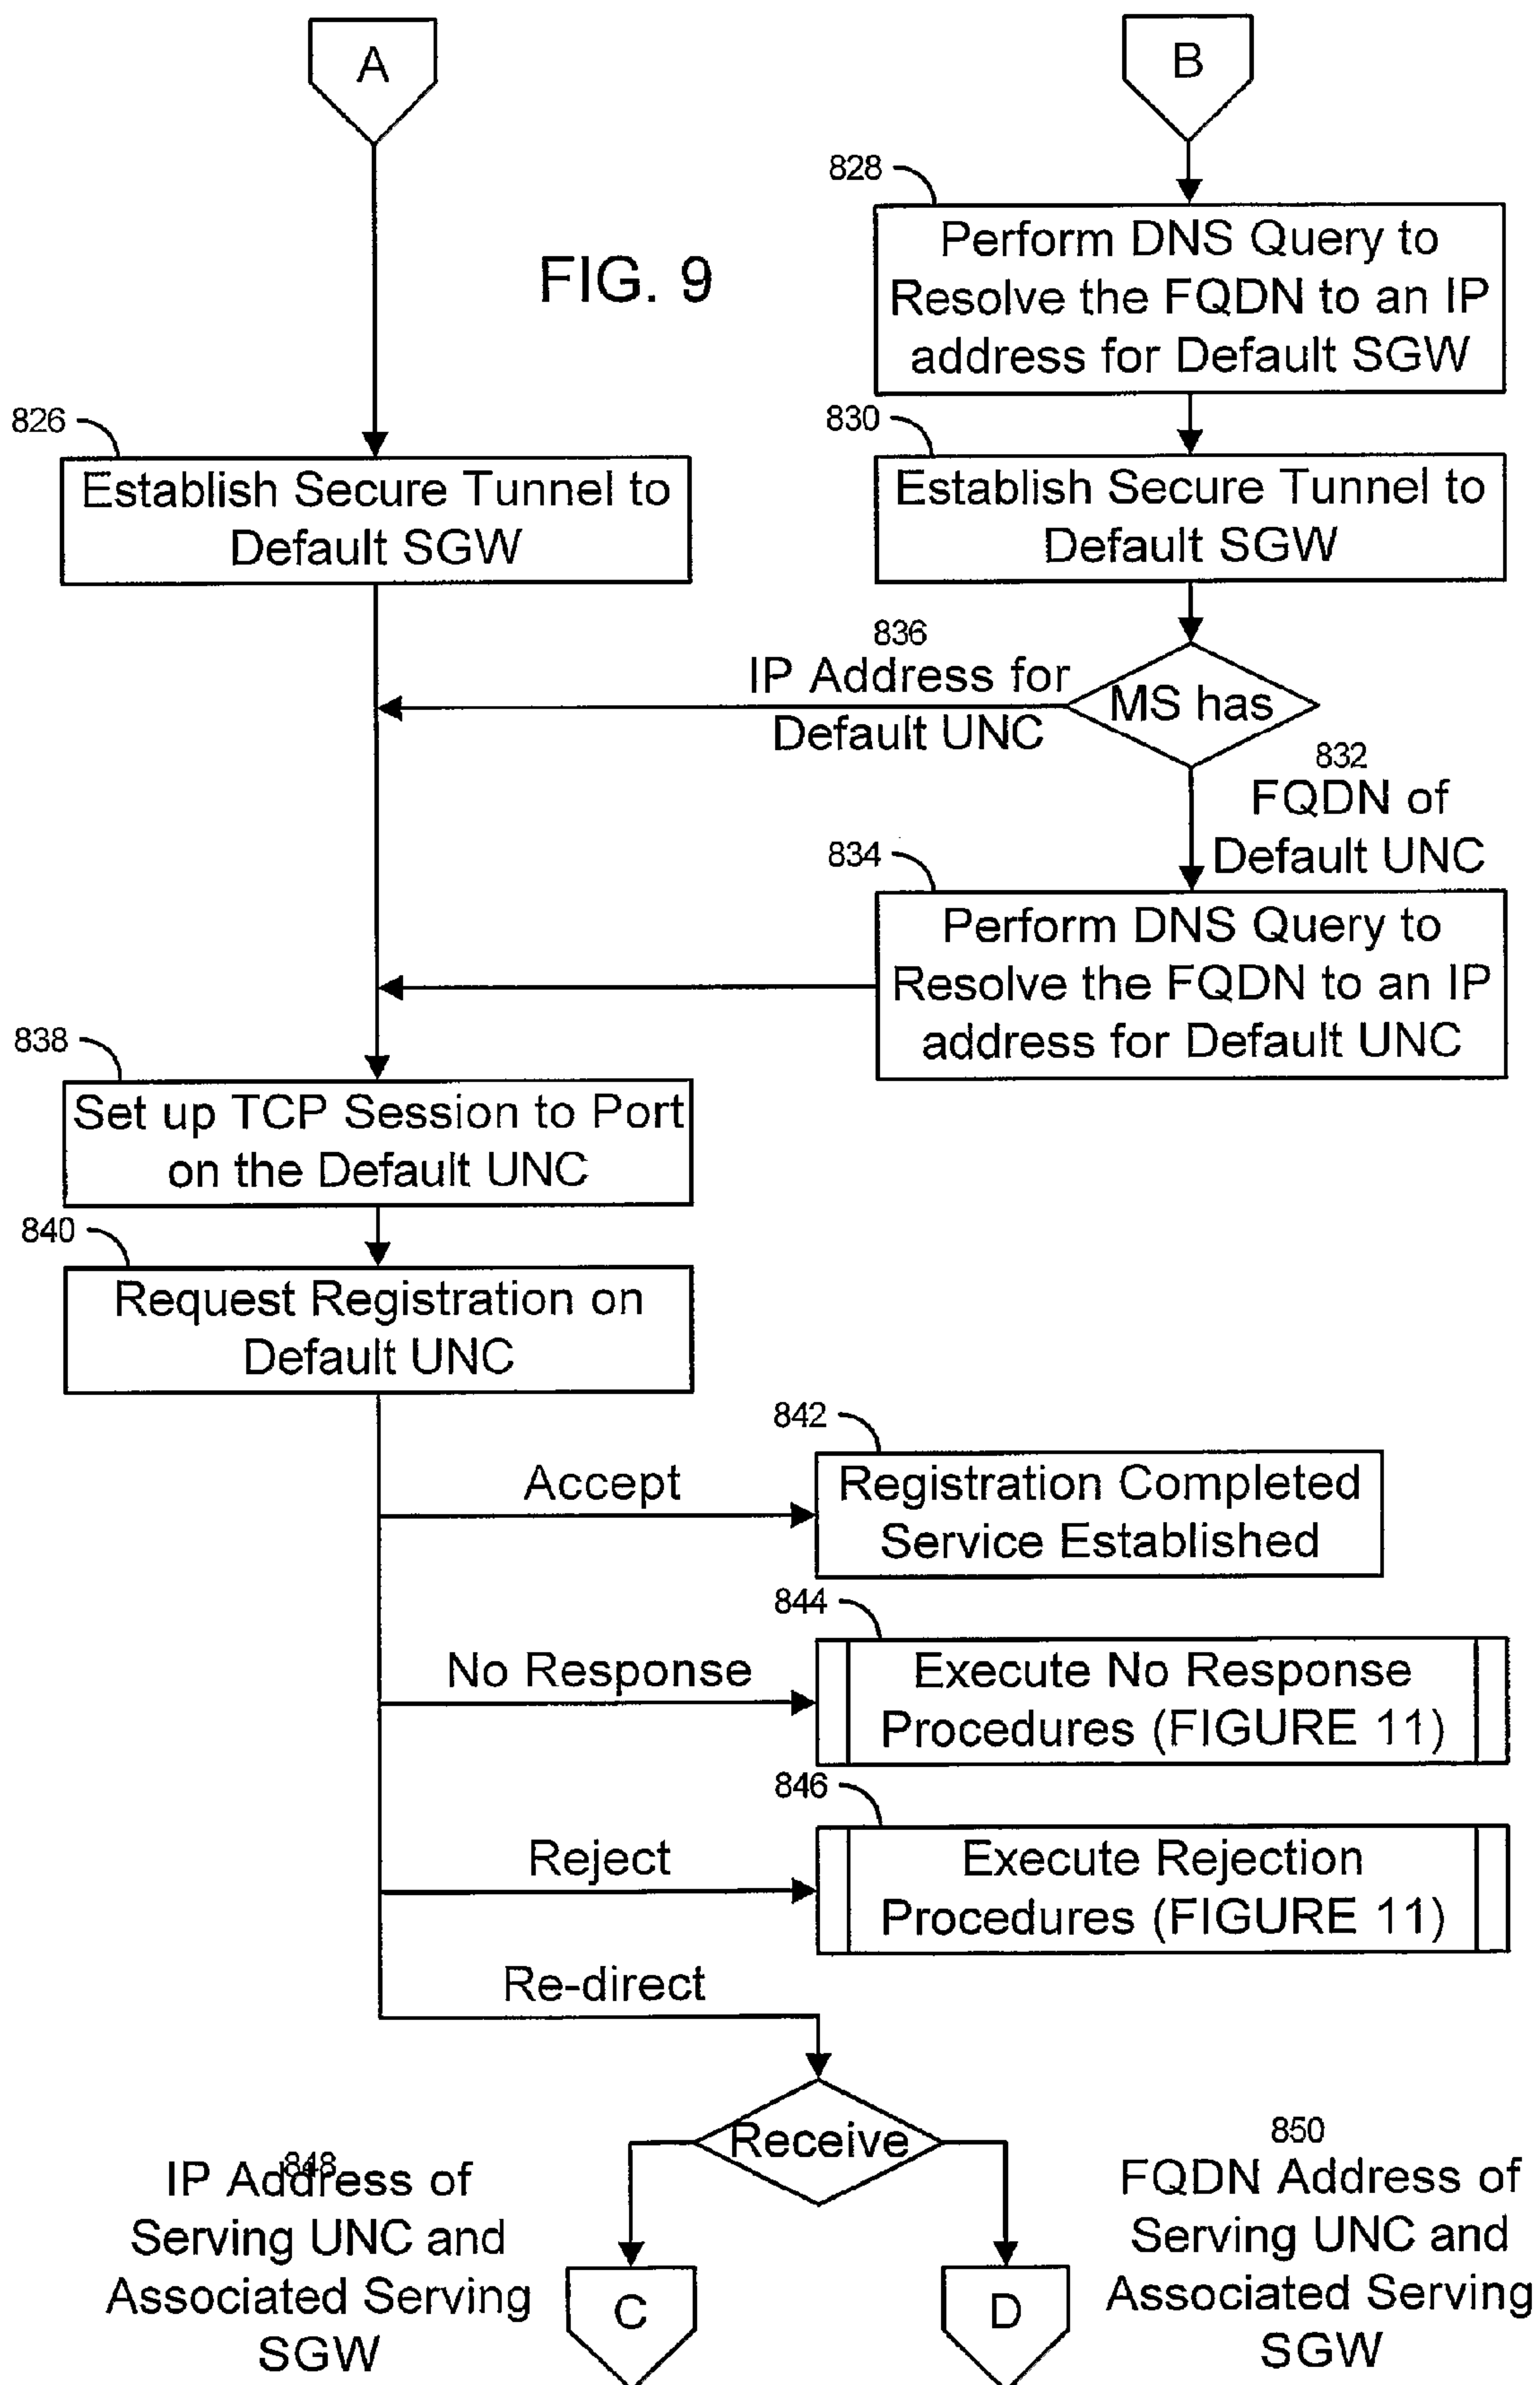 A
B
828
Perform DNS Query to
Resolve the FQDN to an IP
address for Default SGW
FIG. 9
826
Establish Secure Tunnel to
Default SGW
830
Establish Secure Tunnel to
Default SGW
836
IP Address for
Default UNC
MS has
832
FQDN of
Default UNC
834
Perform DNS Query to
Resolve the FQDN to an IP
address for Default UNC
838
Set up TCP Session to Port
on the Default UNC
840
Request Registration on
Default UNC
842
Accept
Registration Completed
Service Established
844
No Response
Execute No Response
Procedures (FIGURE 11)
846
Reject
Execute Rejection
Procedures (FIGURE 11)
Re-direct
Receive
848
IP Address of
Serving UNC and
Associated Serving
SGW
C
D
850
FQDN Address of
Serving UNC and
Associated Serving
SGW